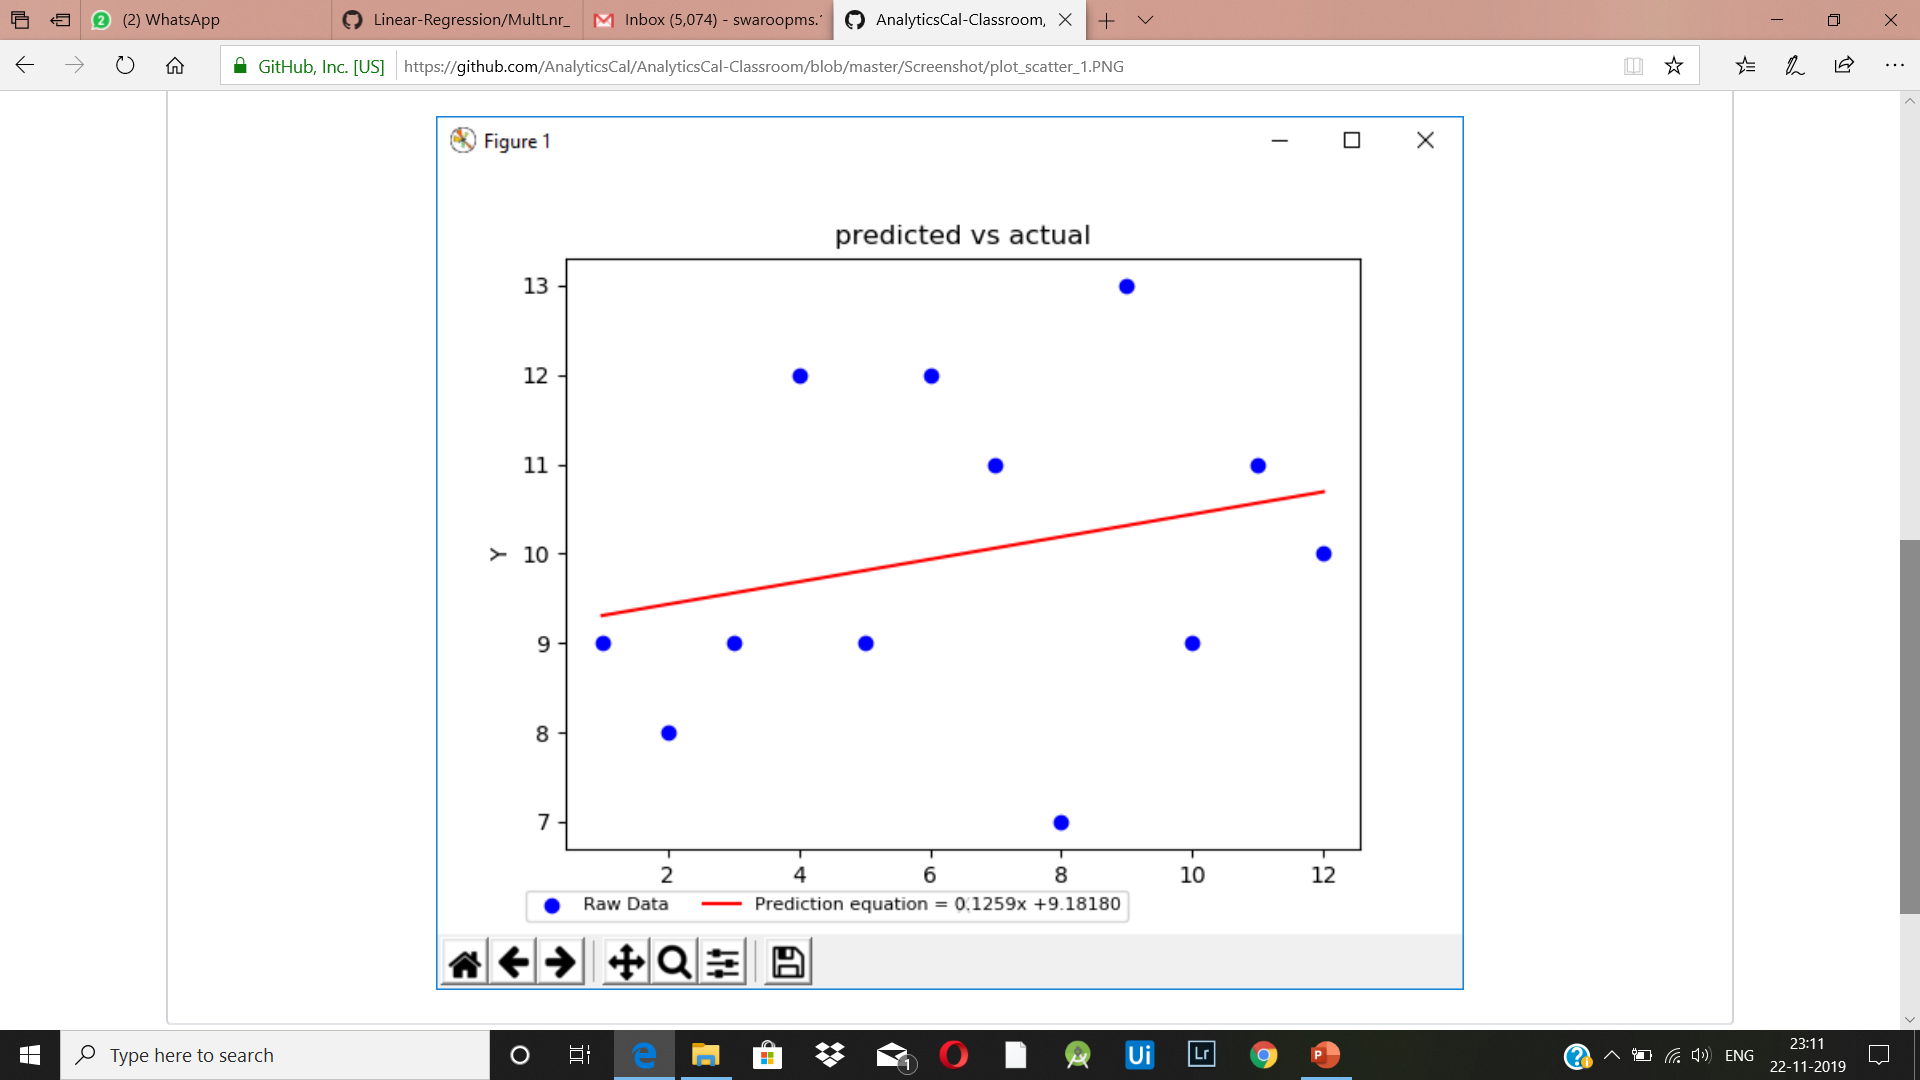 (2) WhatsApp
Linear-Regression/MultLnr_
Inbox (5,074) - swaroopms.
AnalyticsCal-Classroom,
GitHub, Inc. [US]
https://github.com/AnalyticsCal/AnalyticsCal-Classroom/blob/master/Screenshot/plot_scatter_1.PNG
Figure 1
predicted vs actual
13
12
11
Y 10
9
8
7
2 4 6 8 10 12
Raw Data Prediction equation = 0.1259x +9.18180
Type here to search
1
Ui
Lr
ENG
23:11
22-11-2019